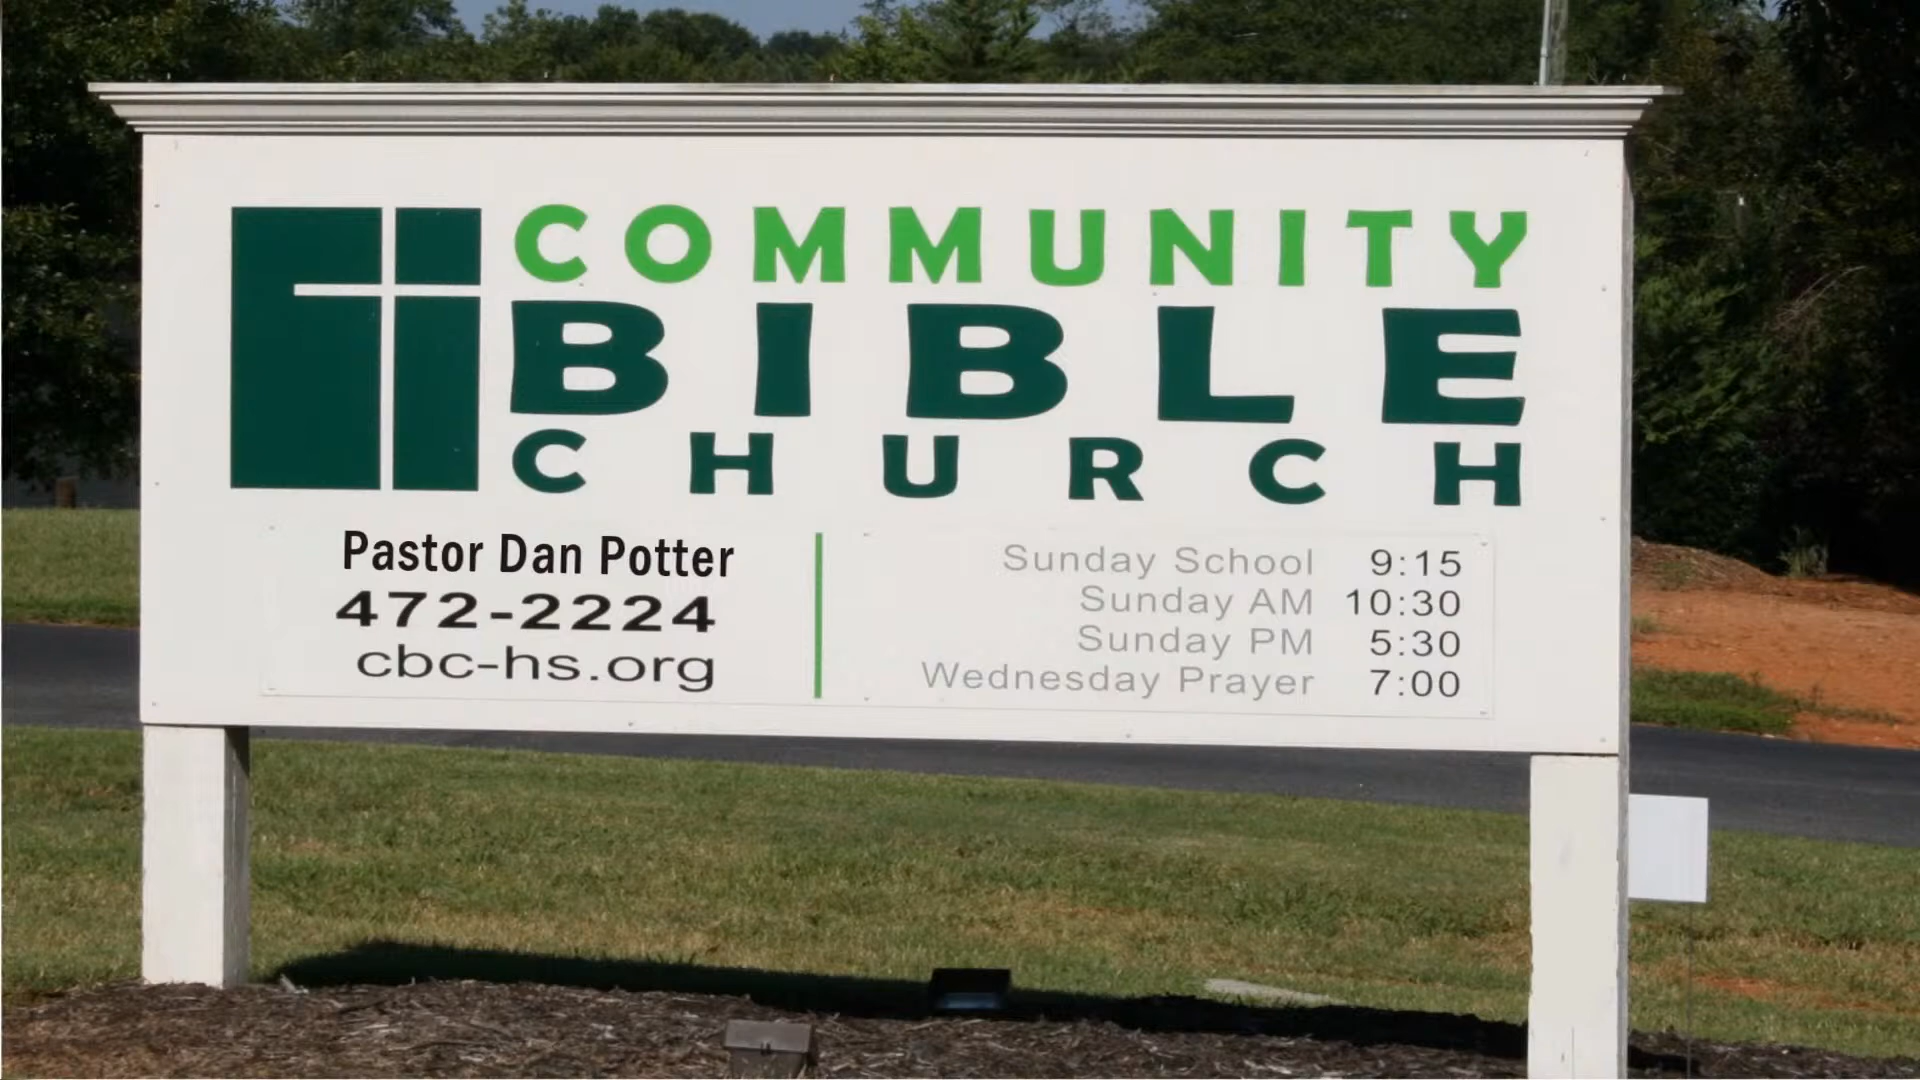 COMMUNITY
BIBLE
CHURCH
Pastor Dan Potter
472-2224
cbc-hs.org
Sunday School 9:15
Sunday AM 10:30
Sunday PM 5:30
Wednesday Prayer 7:00